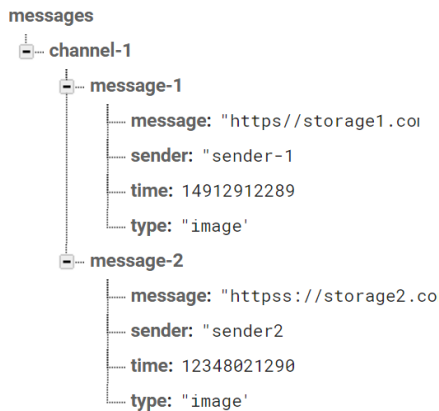 messages
channel-1
message-1
message: "https//storage1.co
sender: "sender-1
time: 14912912289
type: "image'
message-2
message: "httpss://storage2.co
sender: "sender2
time: 12348021290
type: "image'